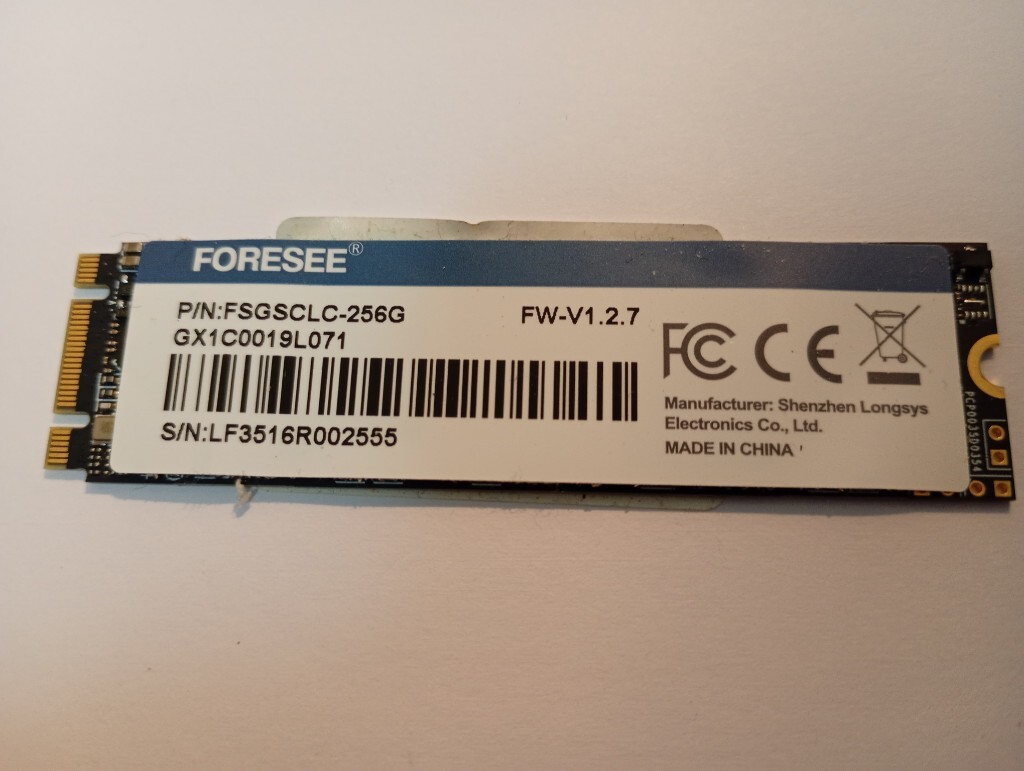 FORESEE®
P/N:FSGSCLC-256G
FW-V1.2.7
GX1C0019L071
S/N:LF3516R002555
FC CE
Manufacturer: Shenzhen Longsys
Electronics Co., Ltd.
MADE IN CHINA
PCP0023500354